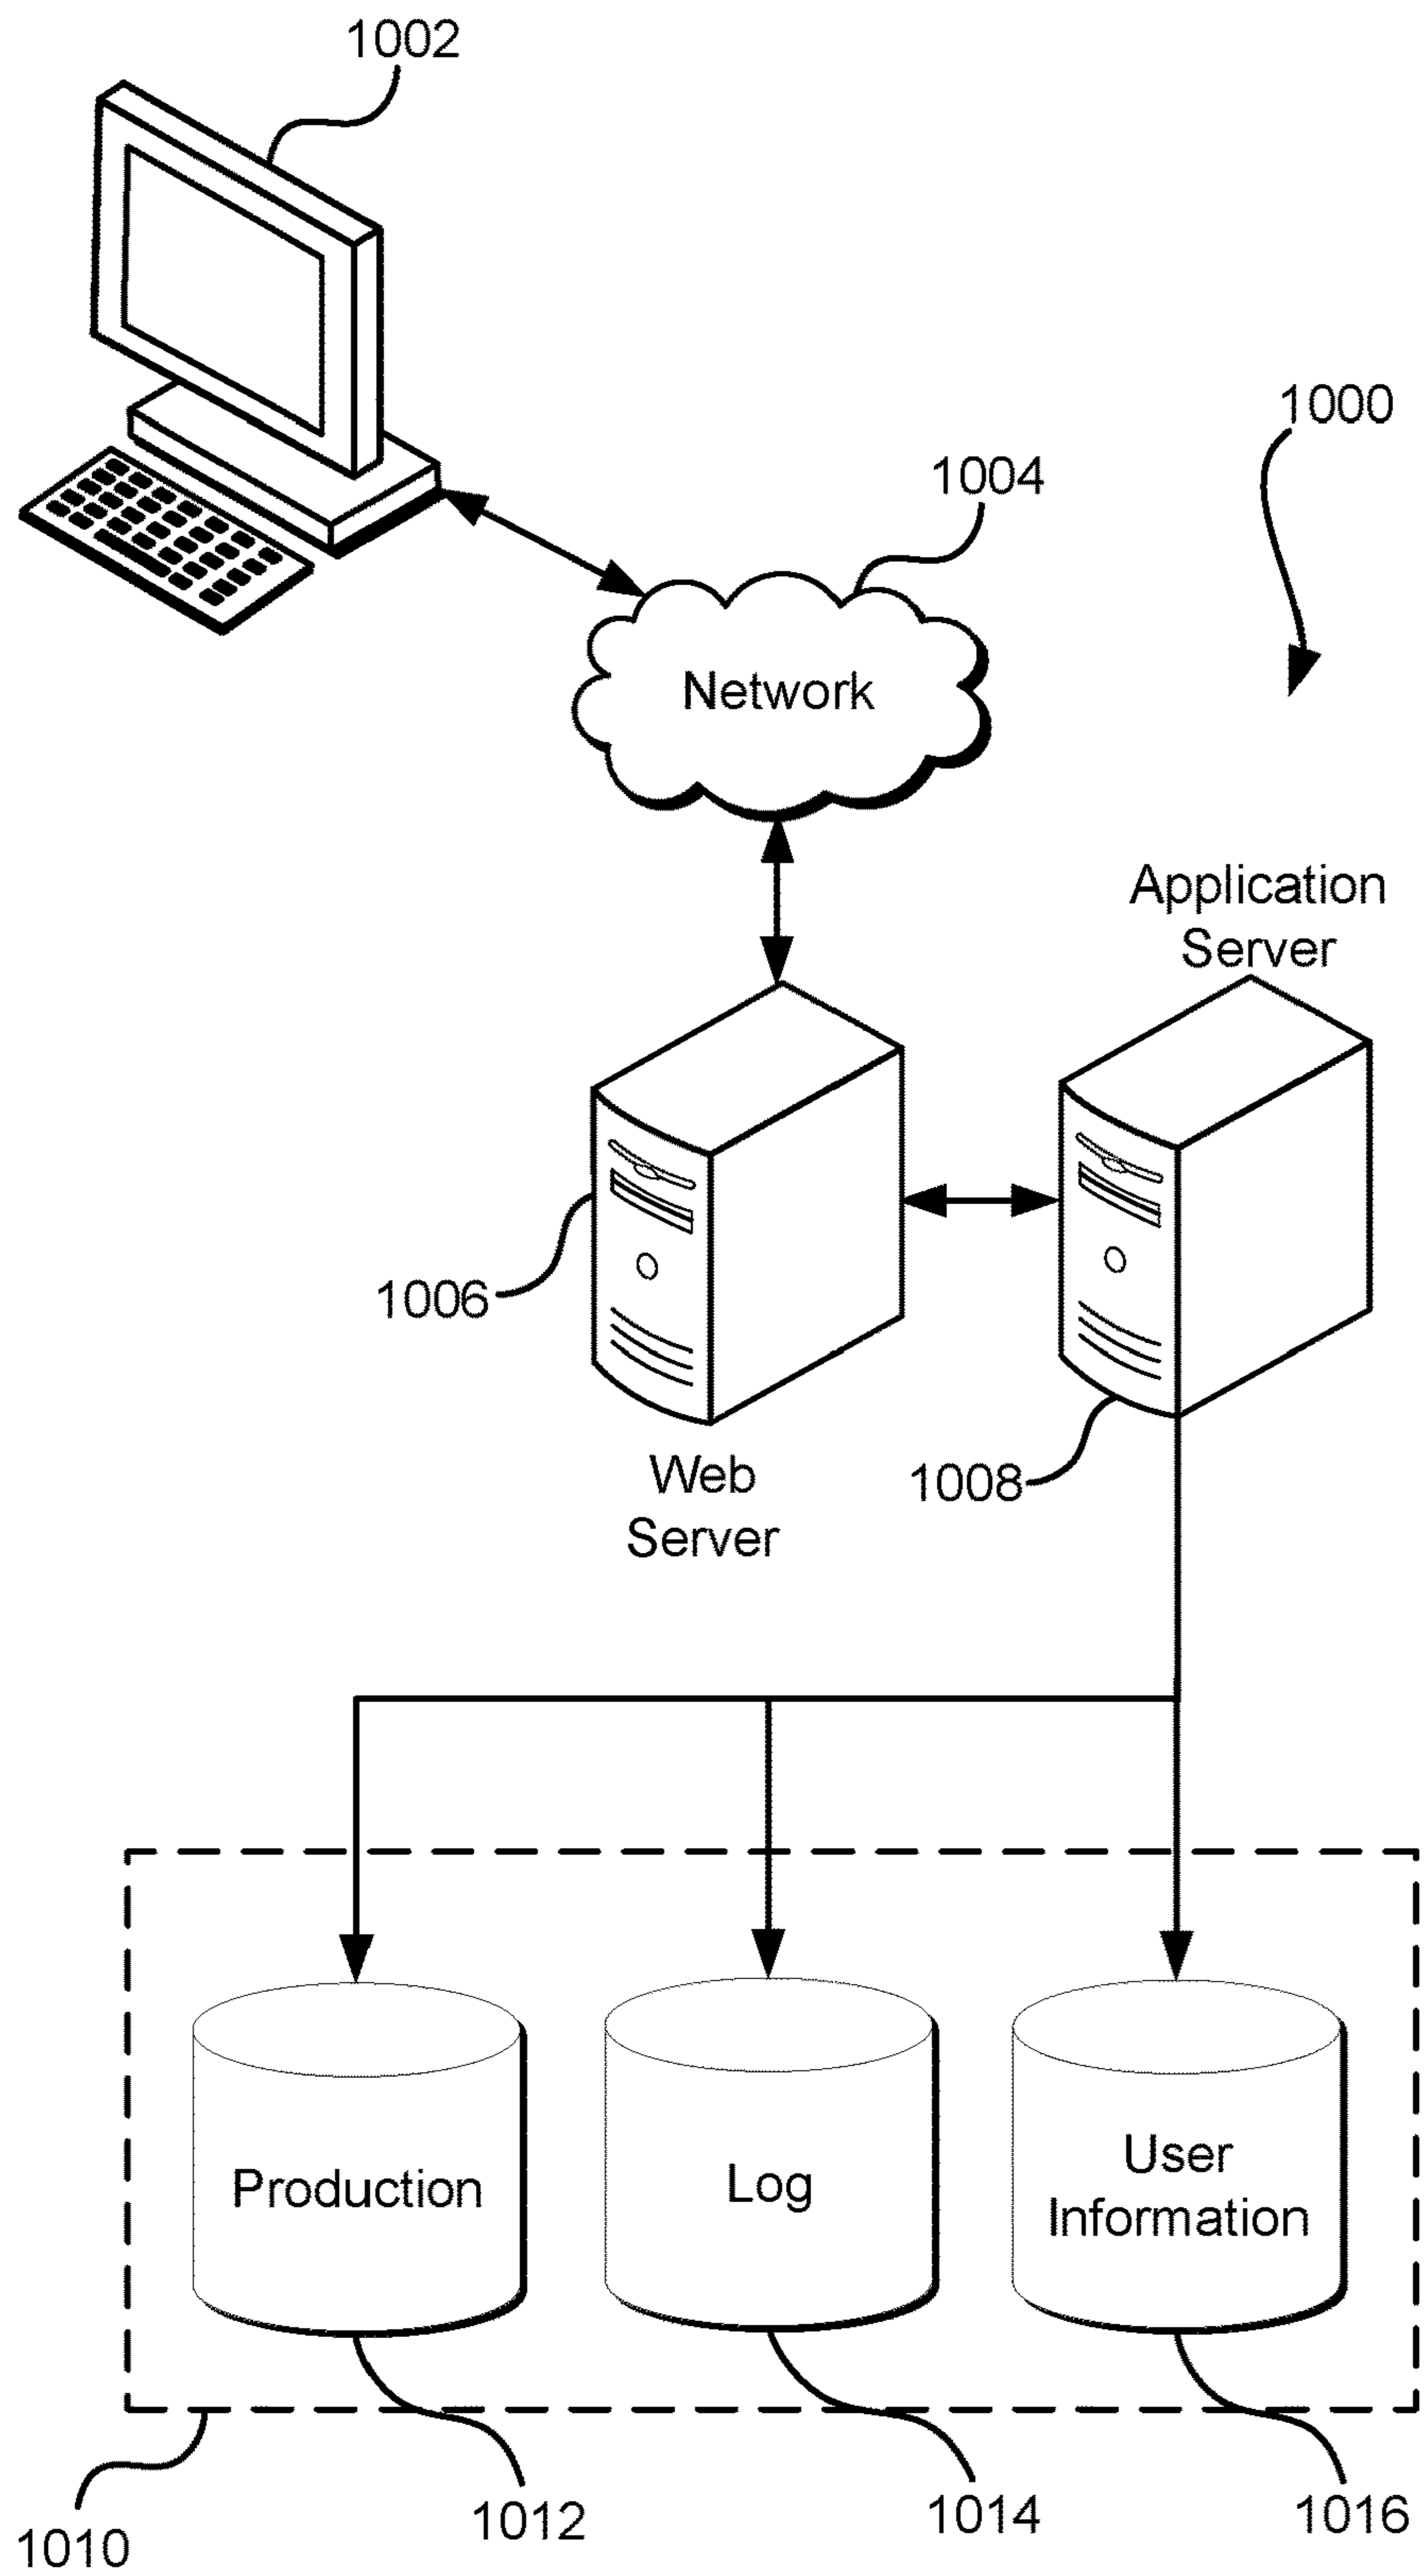 1002
1000
1004
Network
Application
Server
1006
Web
Server
1008
Production
Log
User
Information
1010
1012
1014
1016